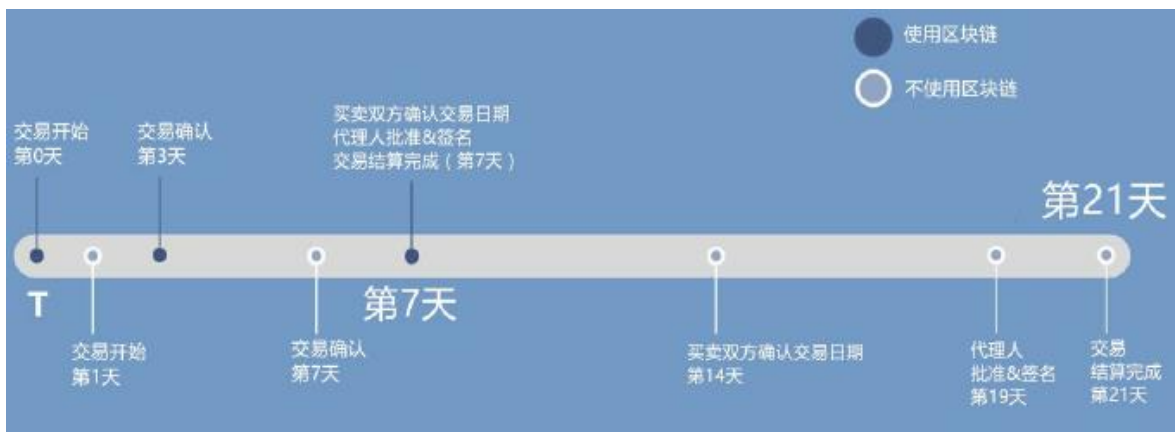 使用区块链
不使用区块链
交易开始
第0天
交易确认
第3天
买卖双方确认交易日期
代理人批准&签名
交易结算完成（第7天）
第21天
T
第7天
交易开始
第1天
交易确认
第7天
买卖双方确认交易日期
第14天
代理人
批准&签名
第19天
交易
结算完成
第21天